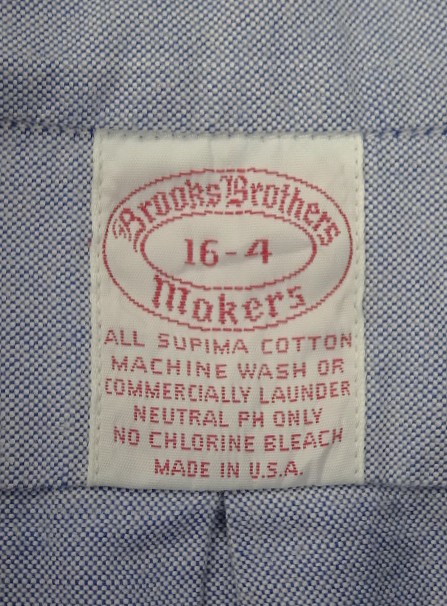 Brooks Brothers
16-4
Makers
ALL SUPIMA COTTON
MACHINE WASH OR
COMMERCIALLY LAUNDER
NEUTRAL PH ONLY
NO CHLORINE BLEACH
MADE IN U.S.A.